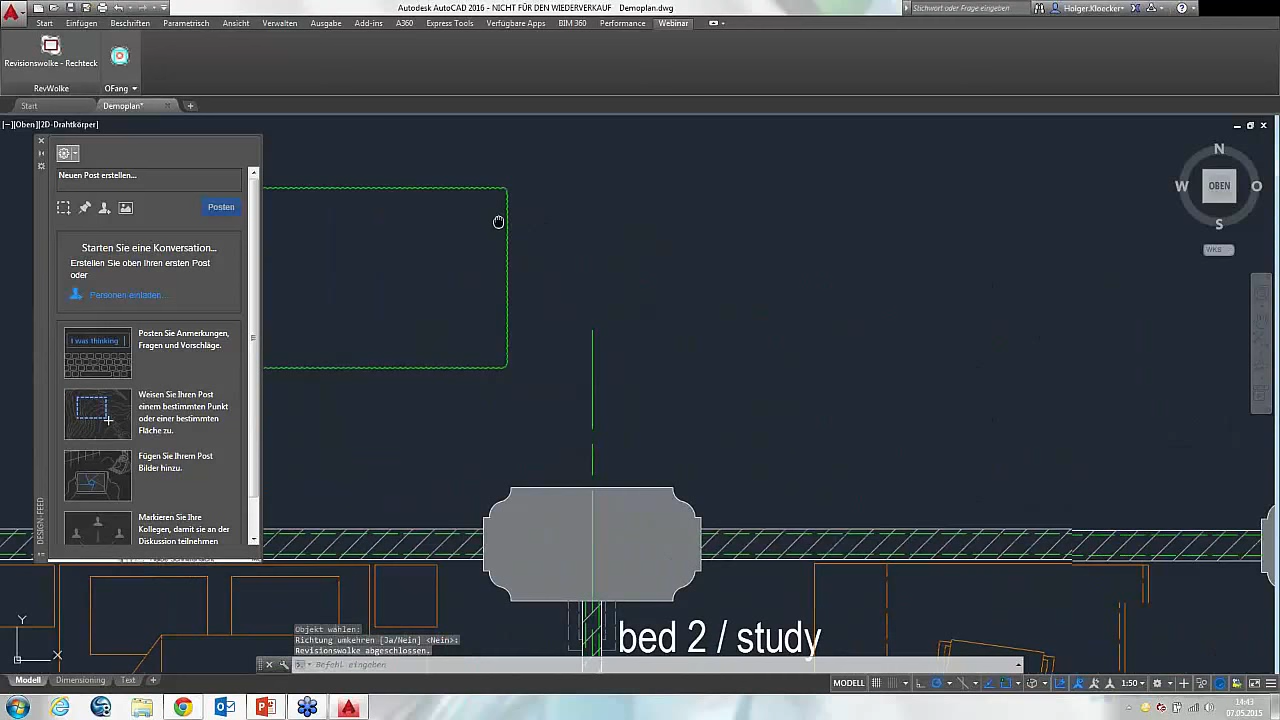 Autodesk AutoCAD 2016 - NICHT FÜR DEN WIEDERVERKAUF Demoplan.dwg
Stichwort oder Frage eingeben
Holger.Kloecker
Start Einfügen Beschriften Parametrisch Ansicht Verwalten Ausgabe Add-ins A360 Express Tools Verfügbare Apps BIM 360 Performance Webinar
Revisionswolke - Rechteck
RevWolke OFang
Start Demoplan*
[−][Oben][2D-Drahtkörper]
Neuen Post erstellen...
Posten
Starten Sie eine Konversation...
Erstellen Sie oben Ihren ersten Post
oder
Personen einladen...
I was thinking
Posten Sie Anmerkungen,
Fragen und Vorschläge.
Weisen Sie Ihren Post
einem bestimmten Punkt
oder einer bestimmten
Fläche zu.
Fügen Sie Ihrem Post
Bilder hinzu.
Markieren Sie Ihre
Kollegen, damit sie an der
Diskussion teilnehmen
DESIGN-FEED
N
W OBEN O
S
WKS
bed 2 / study
Y
X
Objekt wählen:
Richtung umkehren [Ja/Nein] <Nein>:
Revisionswolke abgeschlossen.
Befehl eingeben
Modell Dimensioning Text
MODELL
1:50
14:43
07.05.2015